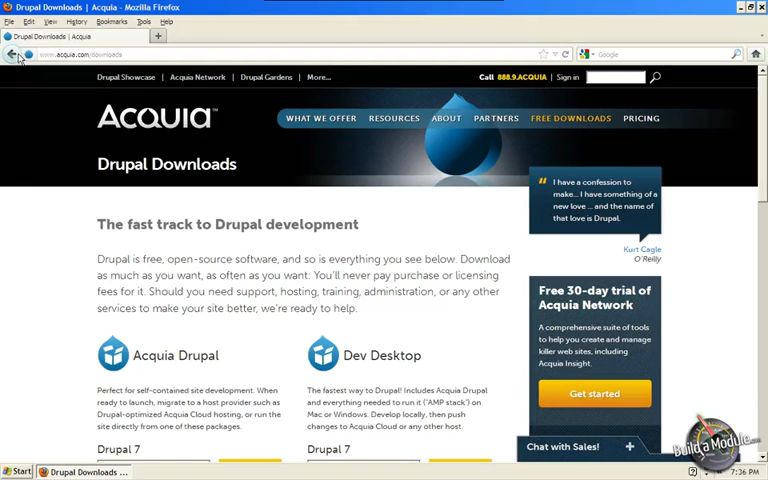 Drupal Downloads | Acquia - Mozilla Firefox
File Edit View History Bookmarks Tools Help
Drupal Downloads | Acquia
www.acquia.com/downloads
Google
Drupal Showcase Acquia Network Drupal Gardens More... Call 888.9.ACQUIA Sign in
ACQUIA
WHAT WE OFFER RESOURCES ABOUT PARTNERS FREE DOWNLOADS PRICING
Drupal Downloads
I have a confession to
make... I have something of a
new love ... and the name of
that love is Drupal.
Kurt Cagle
O'Reilly
The fast track to Drupal development
Drupal is free, open-source software, and so is everything you see below. Download
as much as you want, as often as you want: You'll never pay purchase or licensing
fees for it. Should you need support, hosting, training, administration, or any other
services to make your site better, we're ready to help.
Free 30-day trial of
Acquia Network
A comprehensive suite of tools
to help you create and manage
killer web sites, including
Acquia Insight.
Get started
Acquia Drupal
Perfect for self-contained site development. When
ready to launch, migrate to a host provider such as
Drupal-optimized Acquia Cloud hosting, or run the
site directly from one of these packages.
Drupal 7
Dev Desktop
The fastest way to Drupal! Includes Acquia Drupal
and everything needed to run it ("AMP stack") on
Mac or Windows. Develop locally, then push
changes to Acquia Cloud or any other host.
Drupal 7
Chat with Sales! +
Build a Module...
Start Drupal Downloads ... 7:36 PM